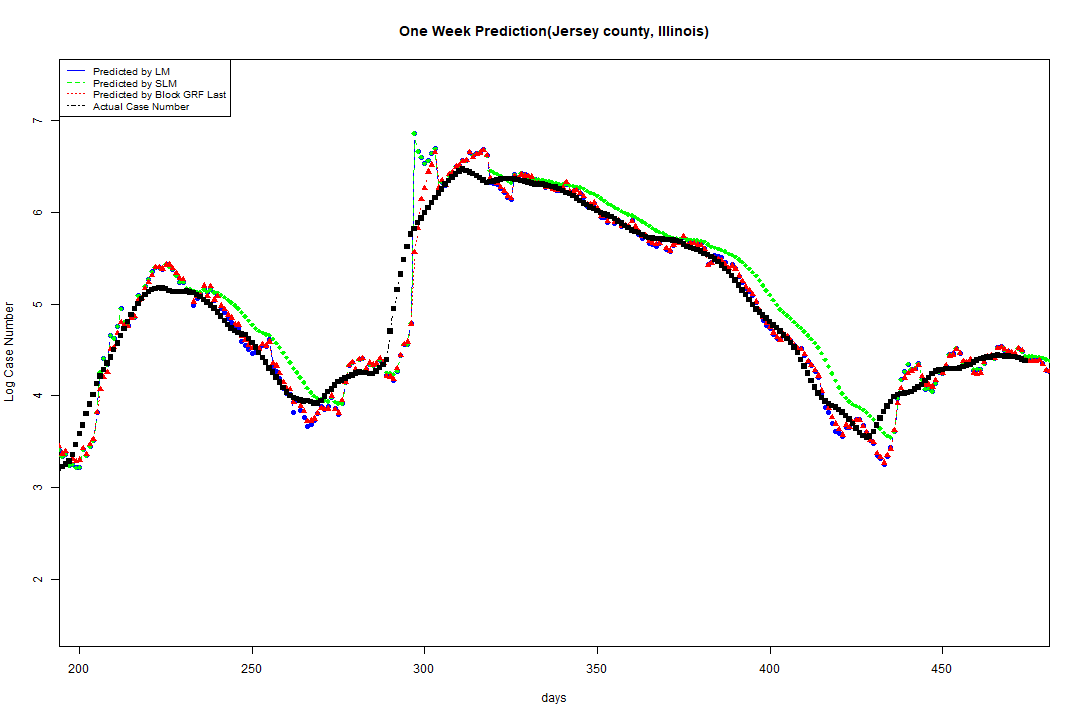 One Week Prediction(Jersey county, Illinois)
Predicted by LM
Predicted by SLM
Predicted by Block GRF Last
Actual Case Number
7
6
5
4
3
2
Log Case Number
200 250 300 350 400 450
days